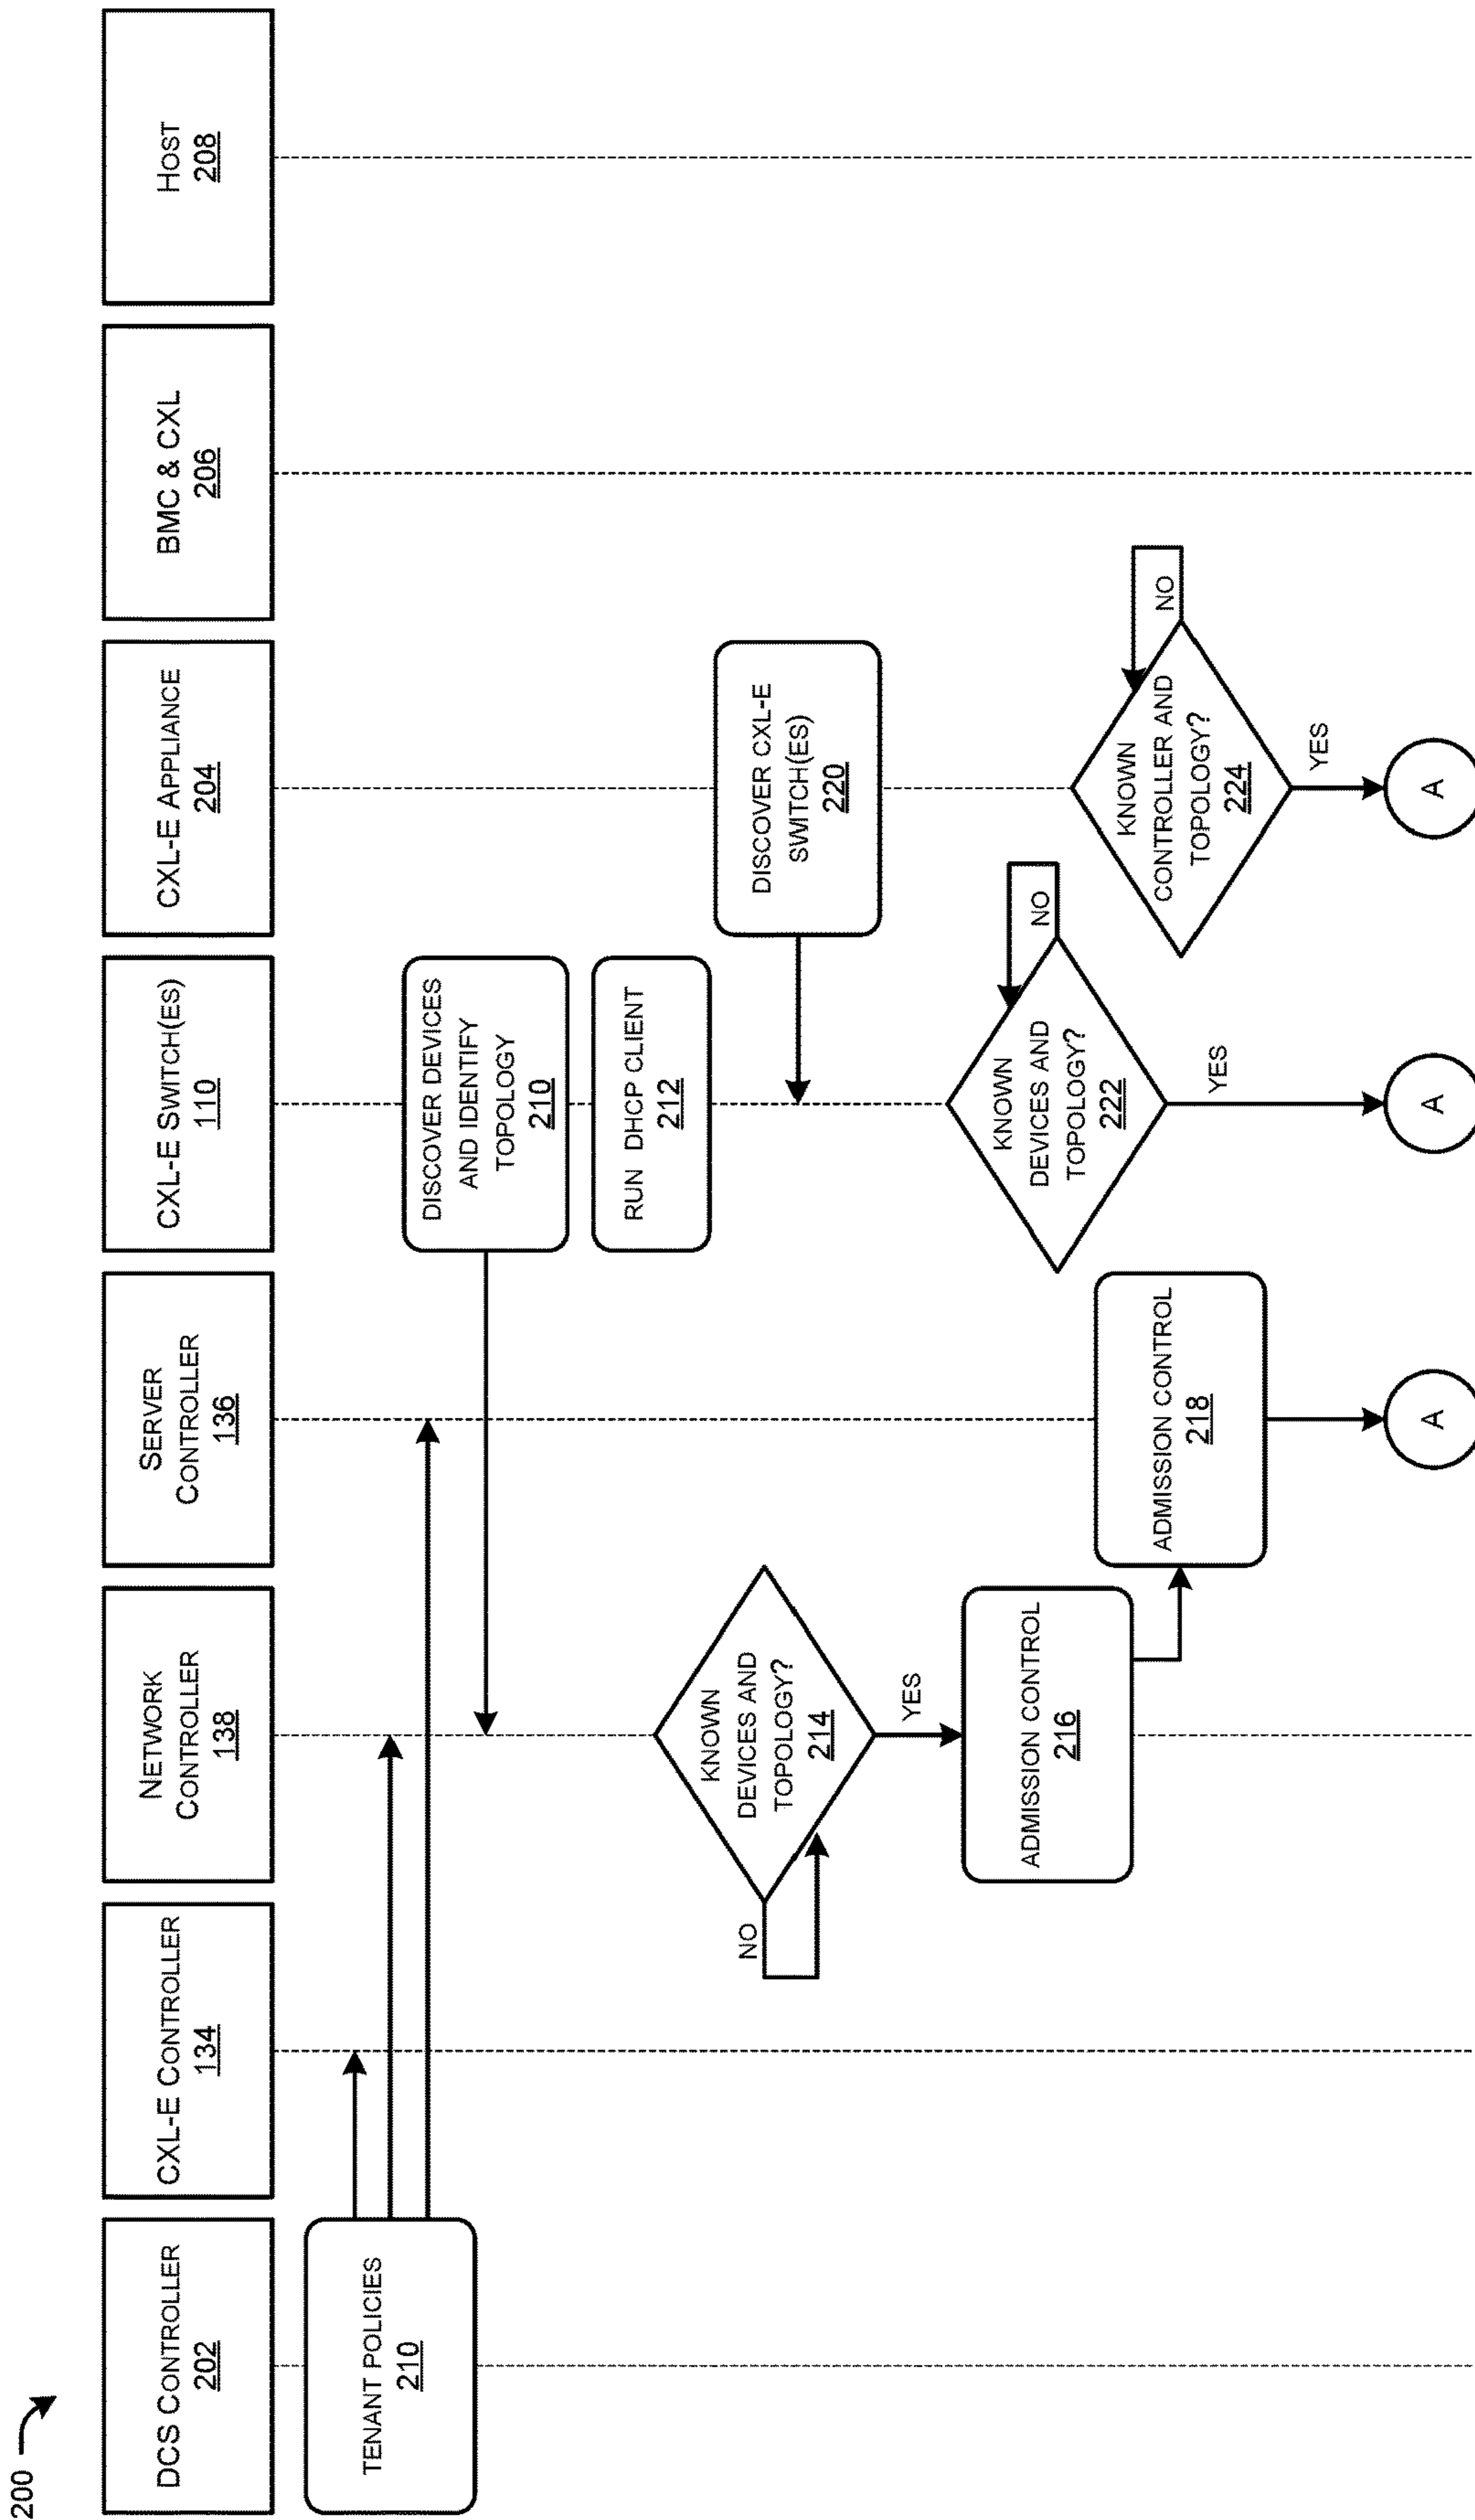 200
DCS CONTROLLER
202
CXL-E CONTROLLER
134
NETWORK
CONTROLLER
138
SERVER
CONTROLLER
136
CXL-E SWITCH(ES)
110
CXL-E APPLIANCE
204
BMC & CXL
206
HOST
208
TENANT POLICIES
210
DISCOVER DEVICES
AND IDENTIFY
TOPOLOGY
210
RUN DHCP CLIENT
212
KNOWN
DEVICES AND
TOPOLOGY?
214
NO
YES
DISCOVER CXL-E
SWITCH(ES)
220
ADMISSION CONTROL
216
ADMISSION CONTROL
218
KNOWN
DEVICES AND
TOPOLOGY?
222
NO
YES
KNOWN
CONTROLLER AND
TOPOLOGY?
224
NO
YES
A
A
A